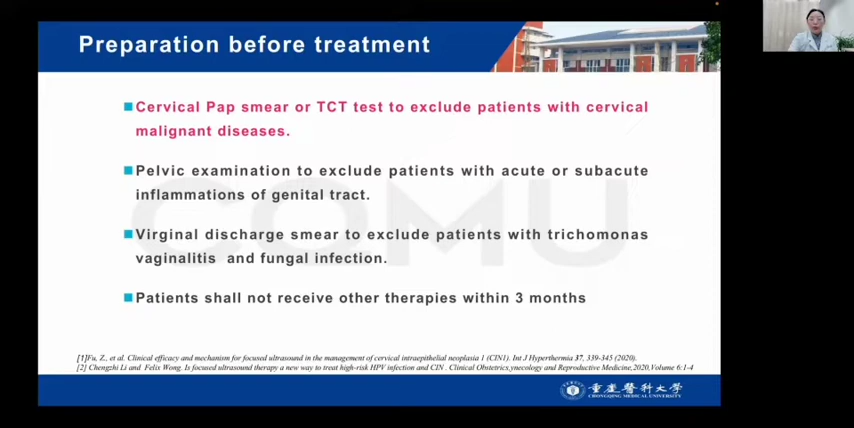 Preparation before treatment
Cervical Pap smear or TCT test to exclude patients with cervical
malignant diseases.
Pelvic examination to exclude patients with acute or subacute
inflammations of genital tract.
Virginal discharge smear to exclude patients with trichomonas
vaginalitis and fungal infection.
Patients shall not receive other therapies within 3 months
CQMU
[1]Fu, Z., et al. Clinical efficacy and mechanism for focused ultrasound in the management of cervical intraepithelial neoplasia 1 (CIN1). Int J Hyperthermia 37, 339-345 (2020).
[2] Chengzhi Li and Felix Wong. Is focused ultrasound therapy a new way to treat high-risk HPV infection and CIN . Clinical Obstetrics,ynecology and Reproductive Medicine,2020,Volume 6:1-4
重慶醫科大學
CHONGQING MEDICAL UNIVERSITY